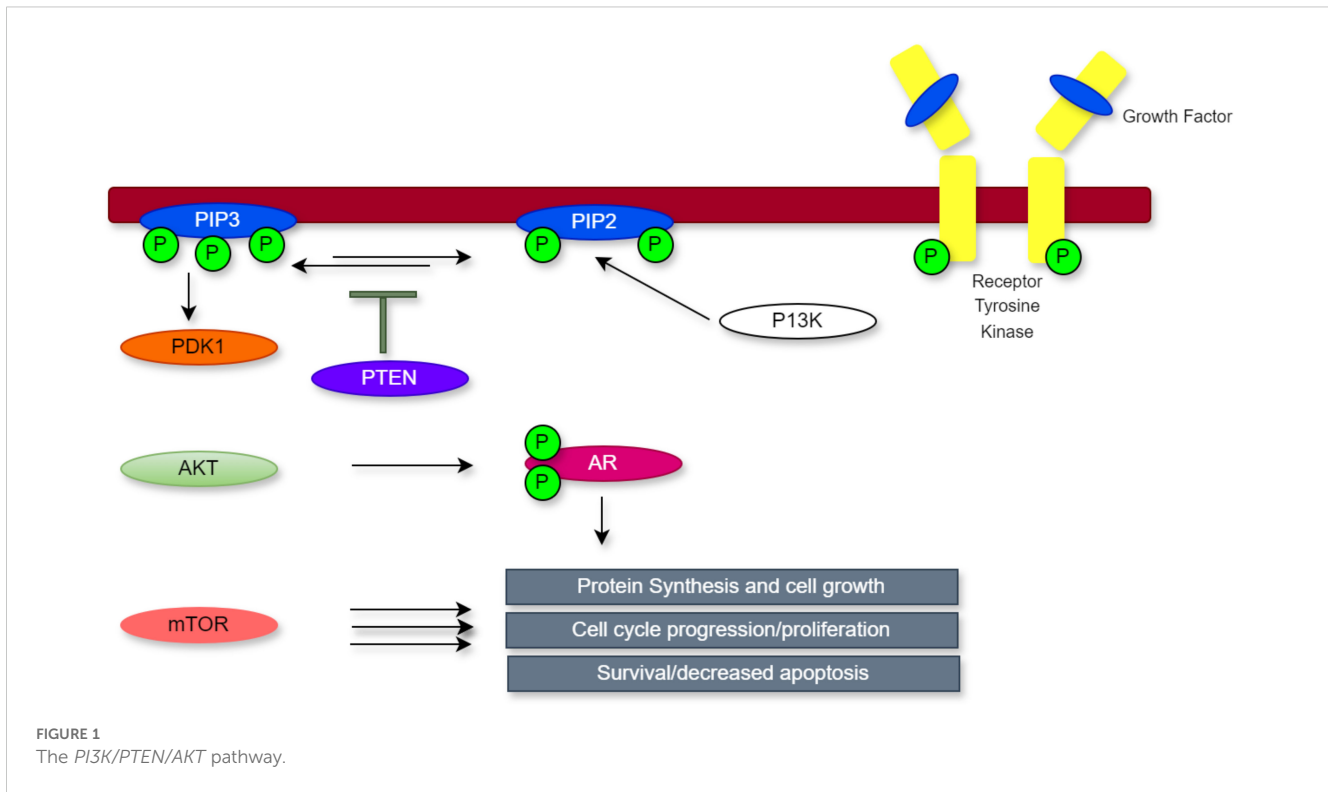 Growth Factor
PIP3
PIP2
P
P
P
P
P
P
P
Receptor
Tyrosine
Kinase
P13K
PDK1
PTEN
P
AKT
AR
P
Protein Synthesis and cell growth
mTOR
Cell cycle progression/proliferation
Survival/decreased apoptosis
FIGURE 1
The PI3K/PTEN/AKT pathway.